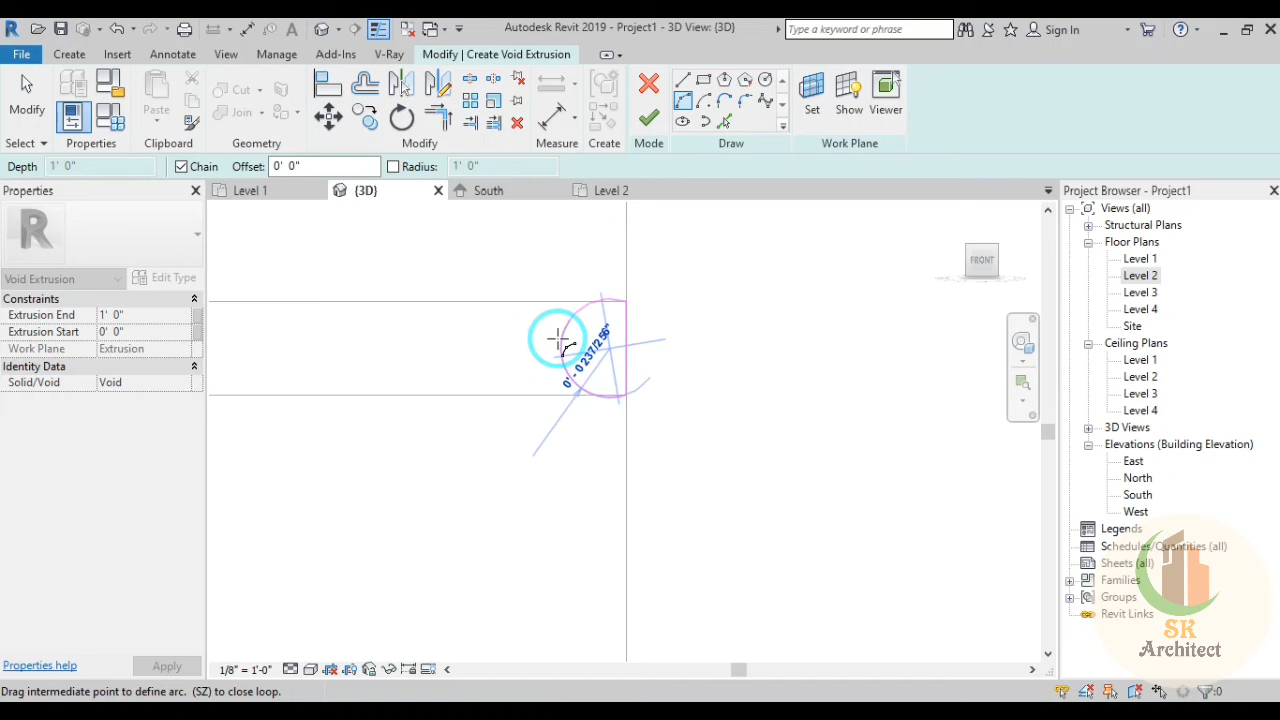 Autodesk Revit 2019 - Project1 - 3D View: {3D}
Type a keyword or phrase
Sign In
File Create Insert Annotate View Manage Add-Ins V-Ray Modify | Create Void Extrusion
Modify Paste Cut Join Set Show Viewer
Select Properties Clipboard Geometry Modify Measure Create Mode Draw Work Plane
Depth 1' 0" Chain Offset: 0' 0" Radius: 1' 0"
Properties
Level 1 {3D} South Level 2
Project Browser - Project1
Void Extrusion Edit Type
Constraints
Extrusion End 1' 0"
Extrusion Start 0' 0"
Work Plane Extrusion
Identity Data
Solid/Void Void
Properties help Apply
0' - 0 237/256"
FRONT
Views (all)
Structural Plans
Floor Plans
Level 1
Level 2
Level 3
Level 4
Site
Ceiling Plans
Level 1
Level 2
Level 3
Level 4
3D Views
Elevations (Building Elevation)
East
North
South
West
Legends
Schedules/Quantities (all)
Sheets (all)
Families
Groups
Revit Links
SK
Architect
1/8" = 1'-0"
Drag intermediate point to define arc. (SZ) to close loop.
:0